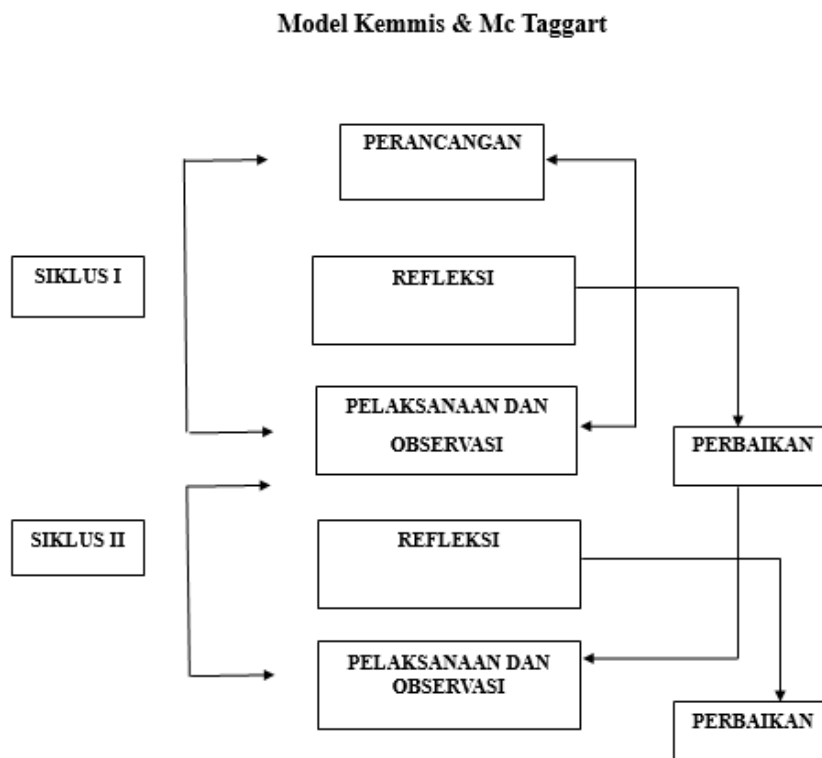 Model Kemmis & Mc Taggart
PERANCANGAN
SIKLUS I
REFLEKSI
PELAKSANAAN DAN
OBSERVASI
PERBAIKAN
SIKLUS II
REFLEKSI
PELAKSANAAN DAN
OBSERVASI
PERBAIKAN